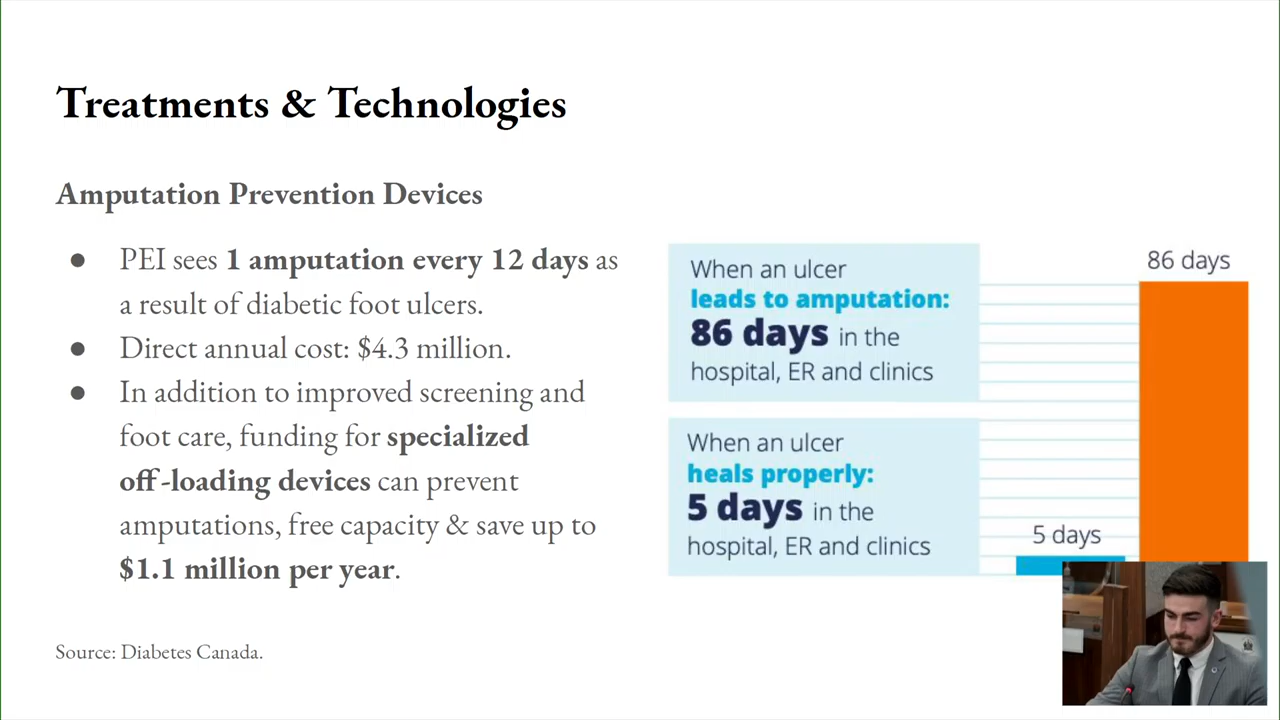 Treatments & Technologies
Amputation Prevention Devices
● PEI sees 1 amputation every 12 days as
a result of diabetic foot ulcers.
● Direct annual cost: $4.3 million.
● In addition to improved screening and
foot care, funding for specialized
off-loading devices can prevent
amputations, free capacity & save up to
$1.1 million per year.
Source: Diabetes Canada.
When an ulcer
leads to amputation:
86 days in the
hospital, ER and clinics
When an ulcer
heals properly:
5 days in the
hospital, ER and clinics
86 days
5 days